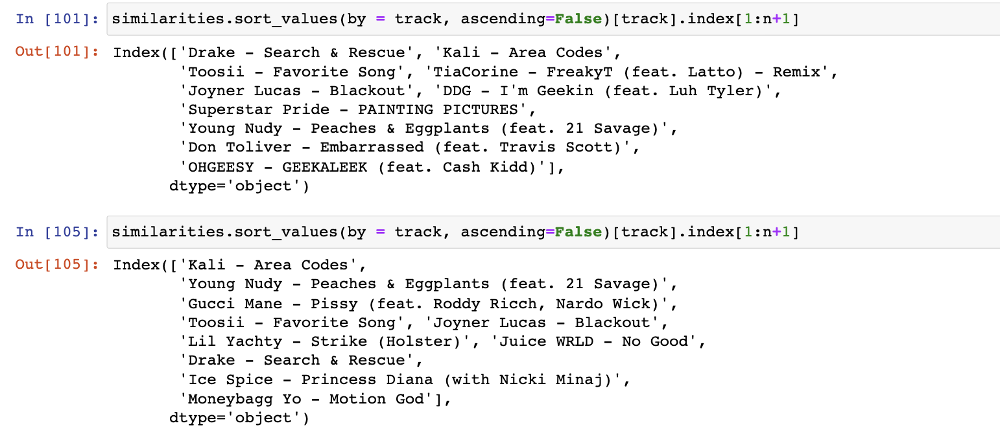 In [101]: similarities.sort_values(by = track, ascending=False)[track].index[1:n+1]
Out[101]: Index(['Drake - Search & Rescue', 'Kali - Area Codes',
'Toosii - Favorite Song', 'TiaCorine - FreakyT (feat. Latto) - Remix',
'Joyner Lucas - Blackout', 'DDG - I'm Geekin (feat. Luh Tyler)',
'Superstar Pride - PAINTING PICTURES',
'Young Nudy - Peaches & Eggplants (feat. 21 Savage)',
'Don Toliver - Embarrassed (feat. Travis Scott)',
'OHGEESY - GEEKALEEK (feat. Cash Kidd)'],
dtype='object')
In [105]: similarities.sort_values(by = track, ascending=False)[track].index[1:n+1]
Out[105]: Index(['Kali - Area Codes',
'Young Nudy - Peaches & Eggplants (feat. 21 Savage)',
'Gucci Mane - Pissy (feat. Roddy Ricch, Nardo Wick)',
'Toosii - Favorite Song', 'Joyner Lucas - Blackout',
'Lil Yachty - Strike (Holster)', 'Juice WRLD - No Good',
'Drake - Search & Rescue',
'Ice Spice - Princess Diana (with Nicki Minaj)',
'Moneybagg Yo - Motion God'],
dtype='object')